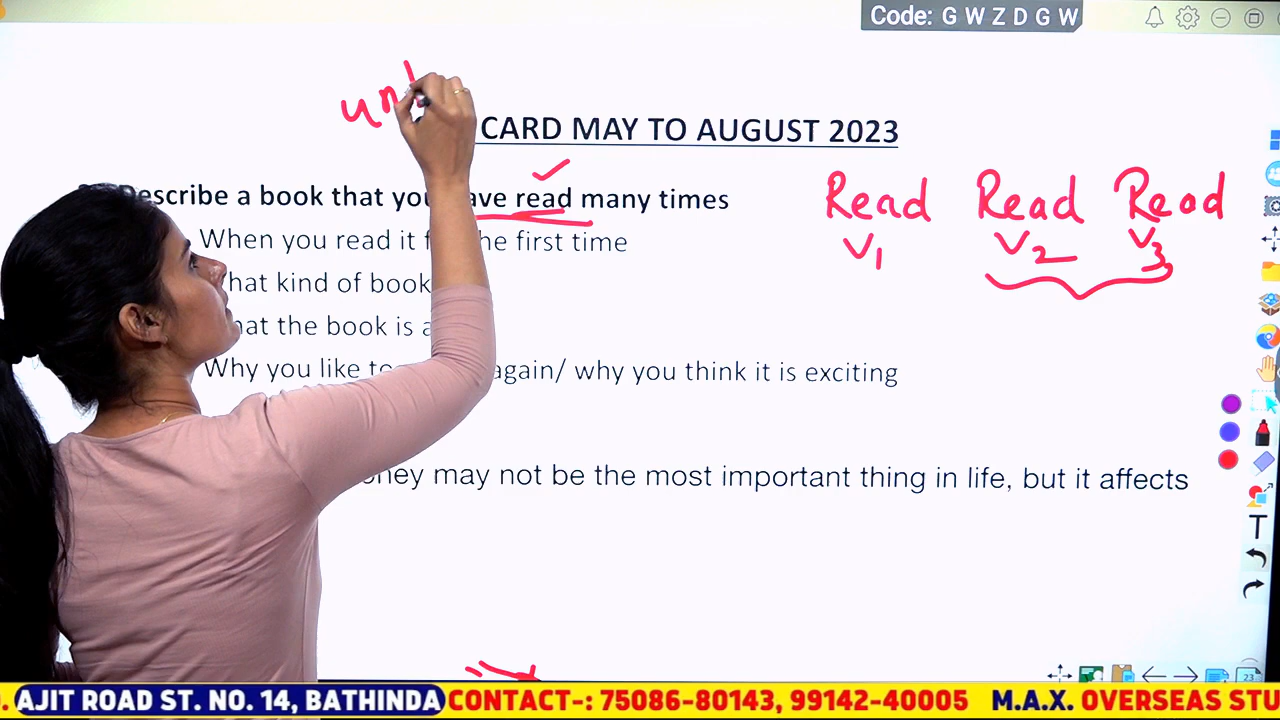 Code: G W Z D G W
CARD MAY TO AUGUST 2023
escribe a book that you have read many times
Read Read Read
V1 V2 V3
When you read it f he first time
hat kind of book
hat the book is a
Why you like to again/ why you think it is exciting
oney may not be the most important thing in life, but it affects
T
23
AJIT ROAD ST. NO. 14, BATHINDA CONTACT-: 75086-80143, 99142-40005 M.A.X. OVERSEAS STU